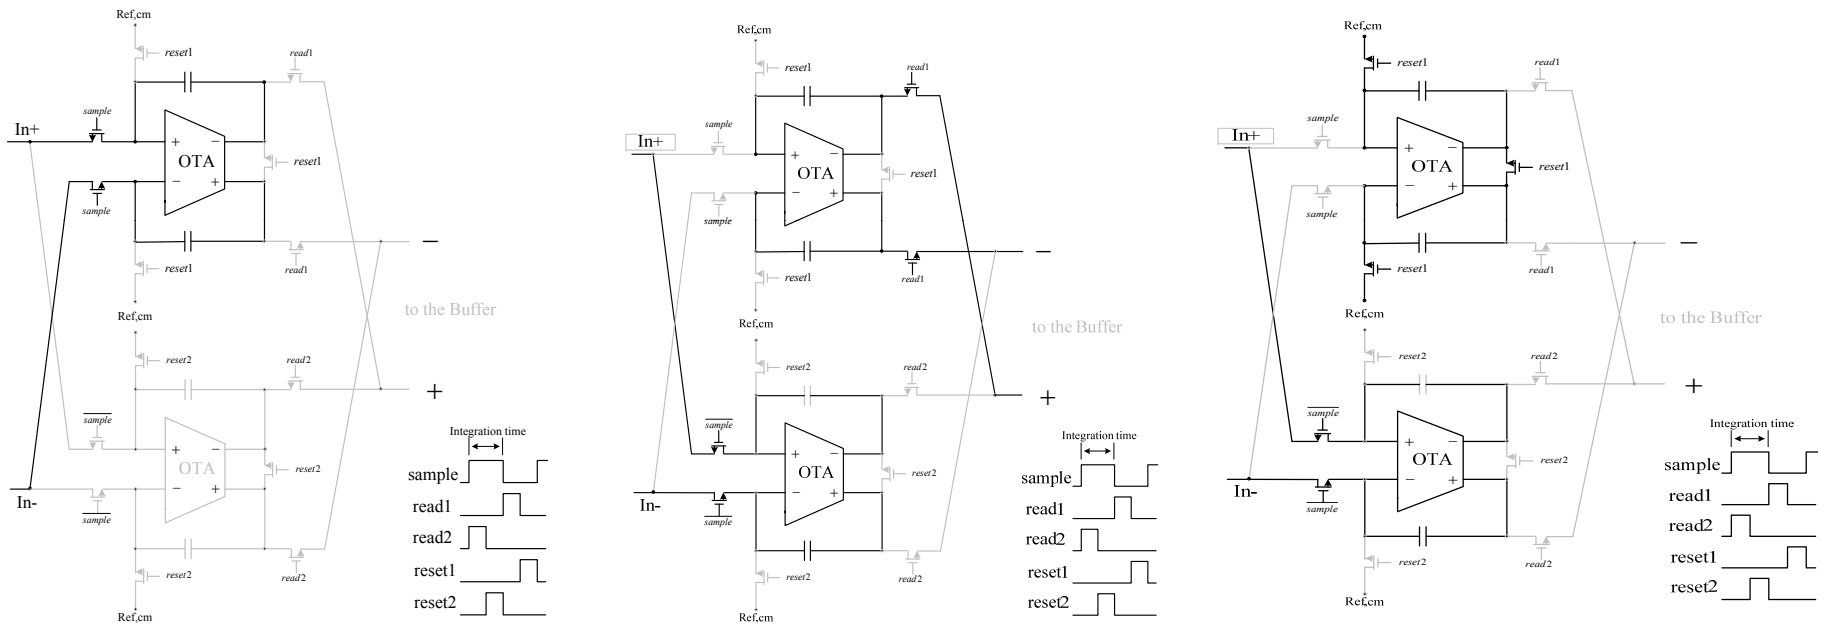 Ref,cm
reset1
read1
sample
In+
+
−
OTA
reset1
−
+
sample
−
reset1
read1
to the Buffer
Ref,cm
reset2
read2
+
sample
+
−
OTA
reset2
−
+
In-
sample
reset2
read2
Ref,cm
Integration time
sample
read1
read2
reset1
reset2
Ref,cm
reset1
read1
sample
In+
+
−
OTA
reset1
−
+
sample
−
reset1
read1
to the Buffer
Ref,cm
reset2
read2
+
sample
+
−
OTA
reset2
−
+
In-
sample
reset2
read2
Ref,cm
Integration time
sample
read1
read2
reset1
reset2
Ref,cm
reset1
read1
sample
In+
+
−
OTA
reset1
−
+
sample
−
reset1
read1
to the Buffer
Ref,cm
reset2
read2
+
sample
+
−
OTA
reset2
−
+
In-
sample
reset2
read2
Ref,cm
Integration time
sample
read1
read2
reset1
reset2